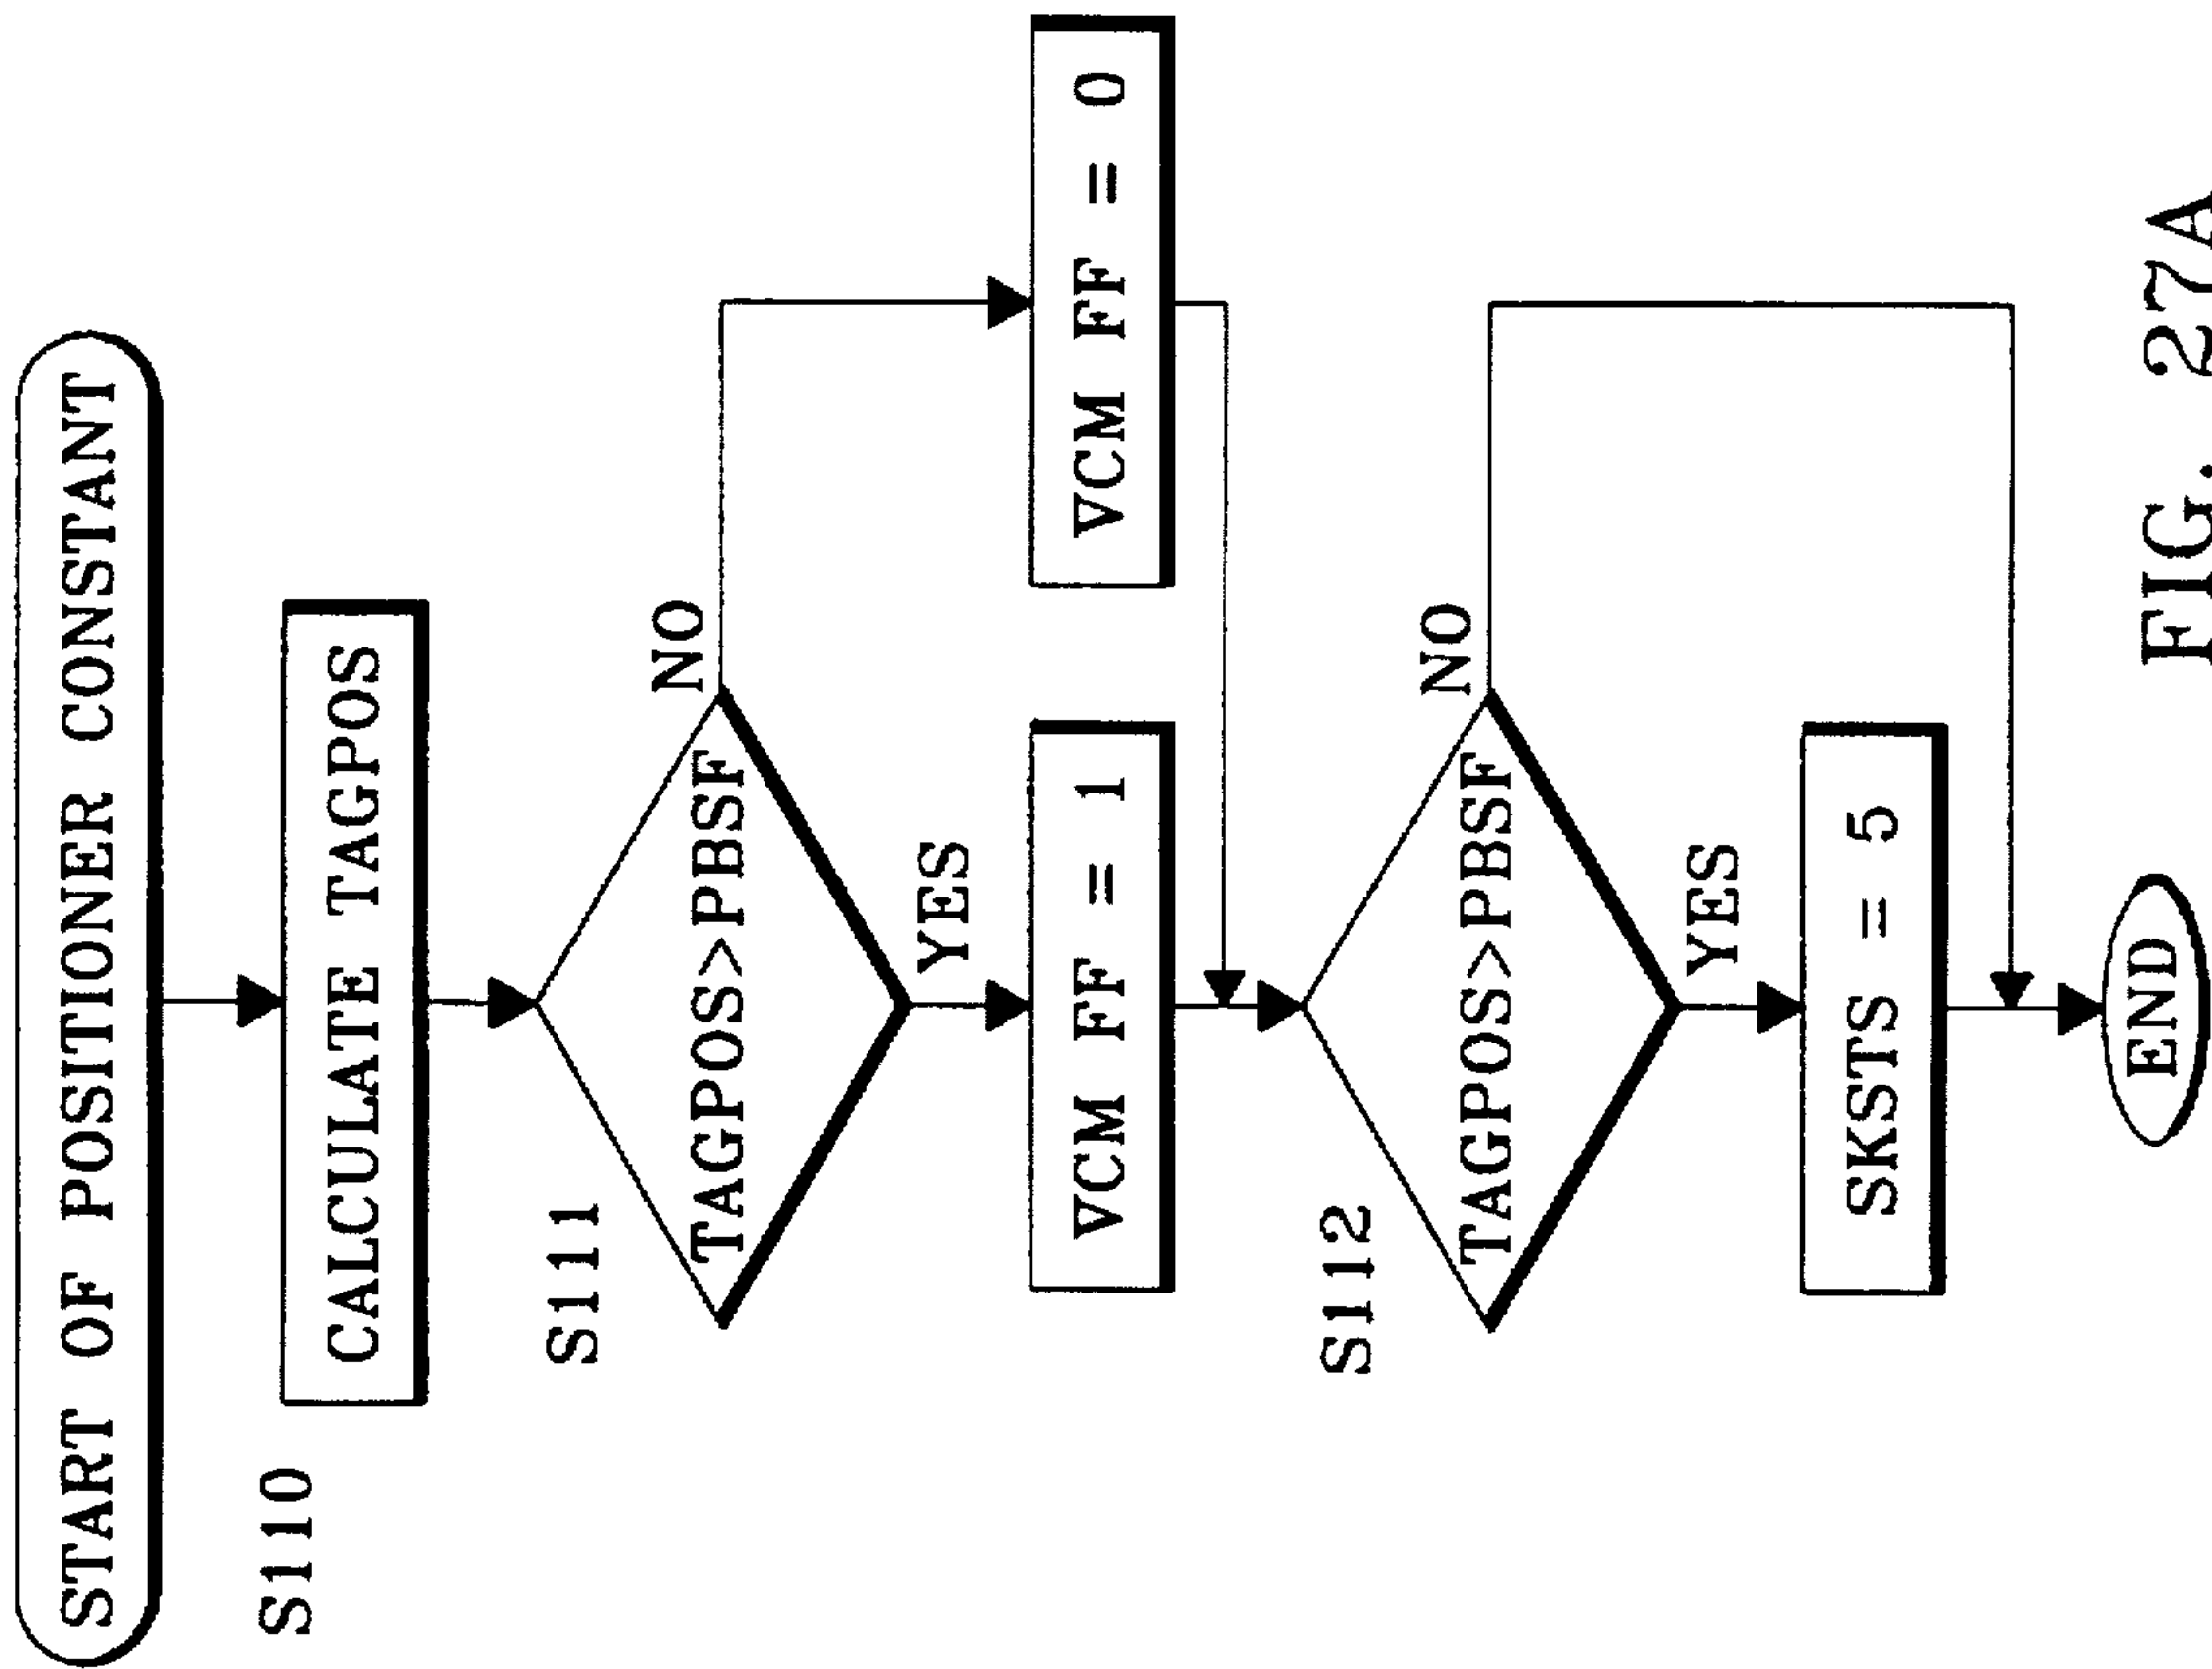 START OF POSITIONER CONSTANT
S110
CALCULATE TAGPOS
S111
TAGPOS>PBSF
NO
YES
VCM FF = 1
VCM FF = 0
S112
TAGPOS>PBSF
NO
YES
SKSTS = 5
END
FIG. 27A